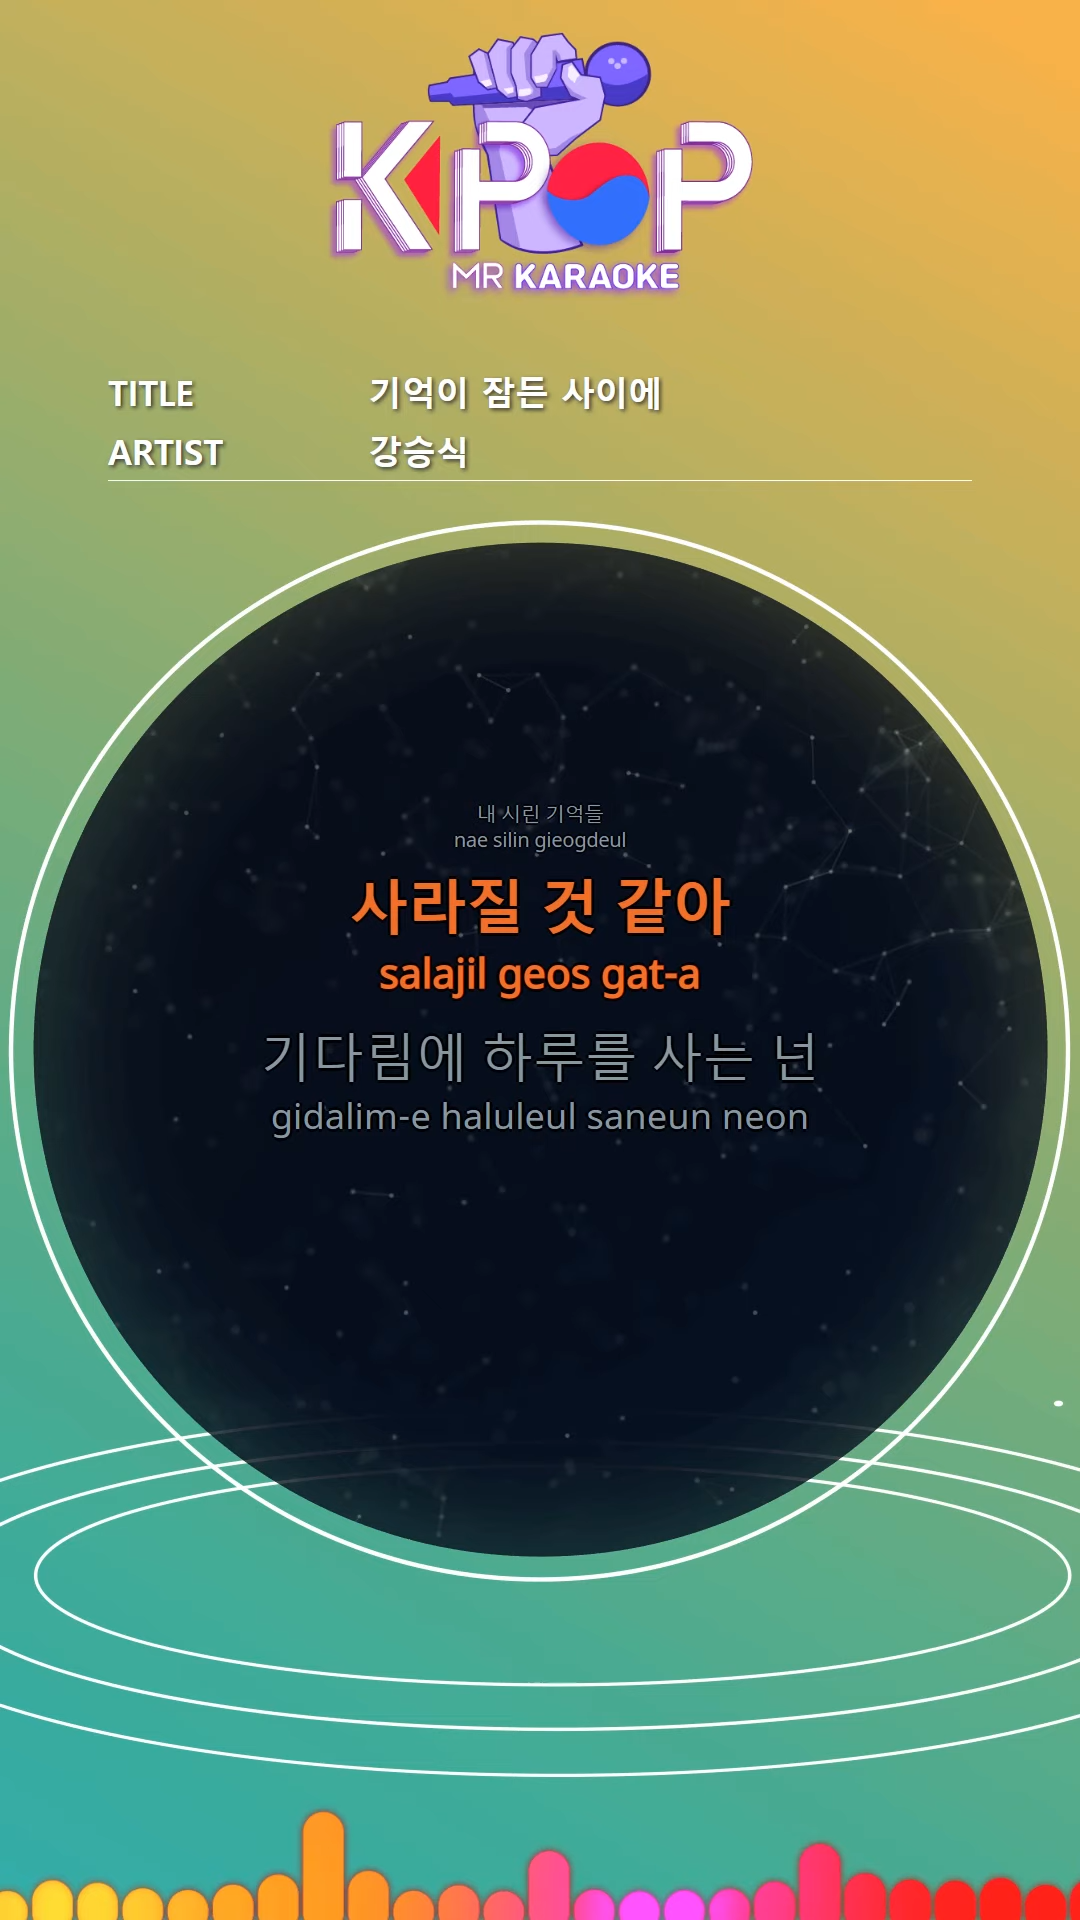 KPOP
MR KARAOKE
TITLE 기억이 잠든 사이에
ARTIST 강승식
내 시린 기억들
nae silin gieogdeul
사라질 것 같아
salajil geos gat-a
기다림에 하루를 사는 넌
gidalim-e haluleul saneun neon